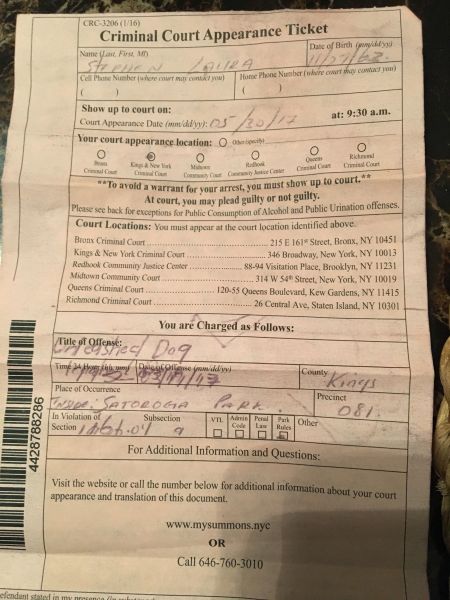 CRC-3206 (1/16)
Criminal Court Appearance Ticket
Name (Last, First, MI) Date of Birth (mm/dd/yy)
STEPHEN LAURA 11/27/62
Cell Phone Number (where court may contact you) Home Phone Number (where court may contact you)
( ) ( )
Show up to court on:
Court Appearance Date (mm/dd/yy): 05/30/17 at: 9:30 a.m.
Your court appearance location: Other (specify)
Bronx Criminal Court Kings & New York Criminal Court Midtown Community Court Redhook Community Justice Center Queens Criminal Court Richmond Criminal Court
**To avoid a warrant for your arrest, you must show up to court.**
At court, you may plead guilty or not guilty.
Please see back for exceptions for Public Consumption of Alcohol and Public Urination offenses.
Court Locations: You must appear at the court location identified above.
Bronx Criminal Court 215 E 161st Street, Bronx, NY 10451
Kings & New York Criminal Court 346 Broadway, New York, NY 10013
Redhook Community Justice Center 88-94 Visitation Place, Brooklyn, NY 11231
Midtown Community Court 314 W 54th Street, New York, NY 10019
Queens Criminal Court 120-55 Queens Boulevard, Kew Gardens, NY 11415
Richmond Criminal Court 26 Central Ave, Staten Island, NY 10301
You are Charged as Follows:
Title of Offense:
Unleashed Dog
Time 24 Hour (hh:mm) Date of Offense (mm/dd/yy) County
Kings
Place of Occurrence Precinct
Inside: SATOROGA PARK 081
In Violation of Section Subsection VTL Admin Code Penal Law Park Rules Other
a
For Additional Information and Questions:
Visit the website or call the number below for additional information about your court
appearance and translation of this document.
www.mysummons.nyc
OR
Call 646-760-3010
4428788286